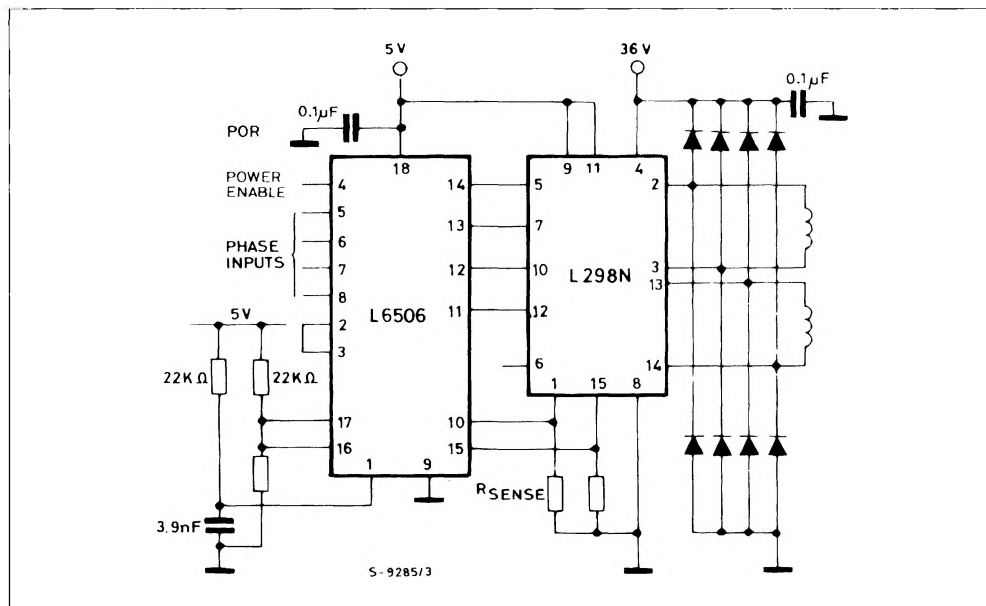 5V
36V
0.1µF
0.1µF
POR
18
9 11 4
POWER
ENABLE
4
14
5
2
5
13
7
PHASE
INPUTS
6
7
12
10
3
13
L298N
8
L6506
11
12
5V
2
3
6
14
22KΩ
22KΩ
1 15 8
17
10
16
15
1 9
RSENSE
3.9nF
S-9285/3